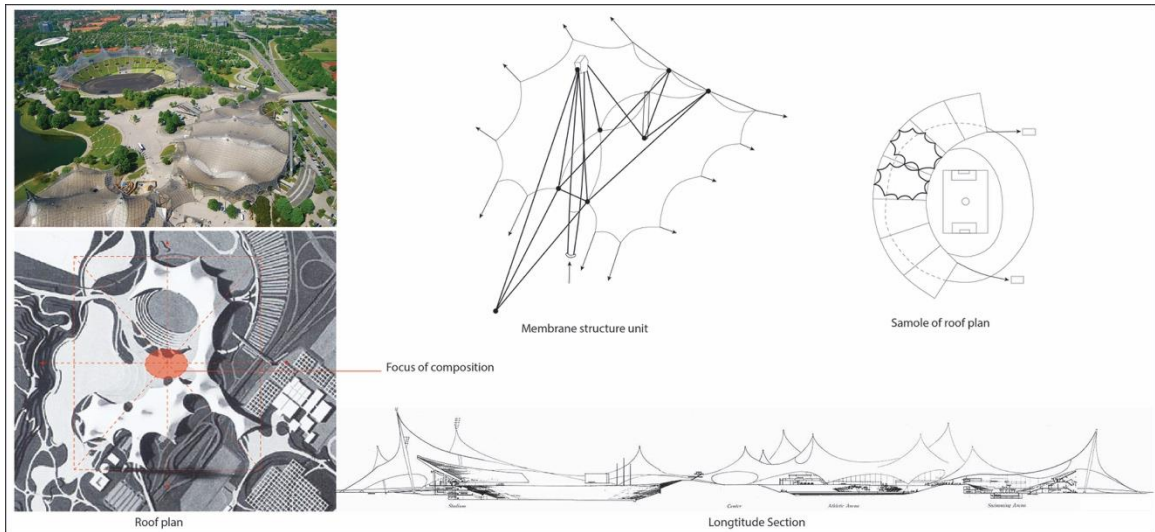 Membrane structure unit
Samole of roof plan
Focus of composition
Stadium
Center
Athletic Arena
Swimming Arena
Roof plan
Longtitude Section